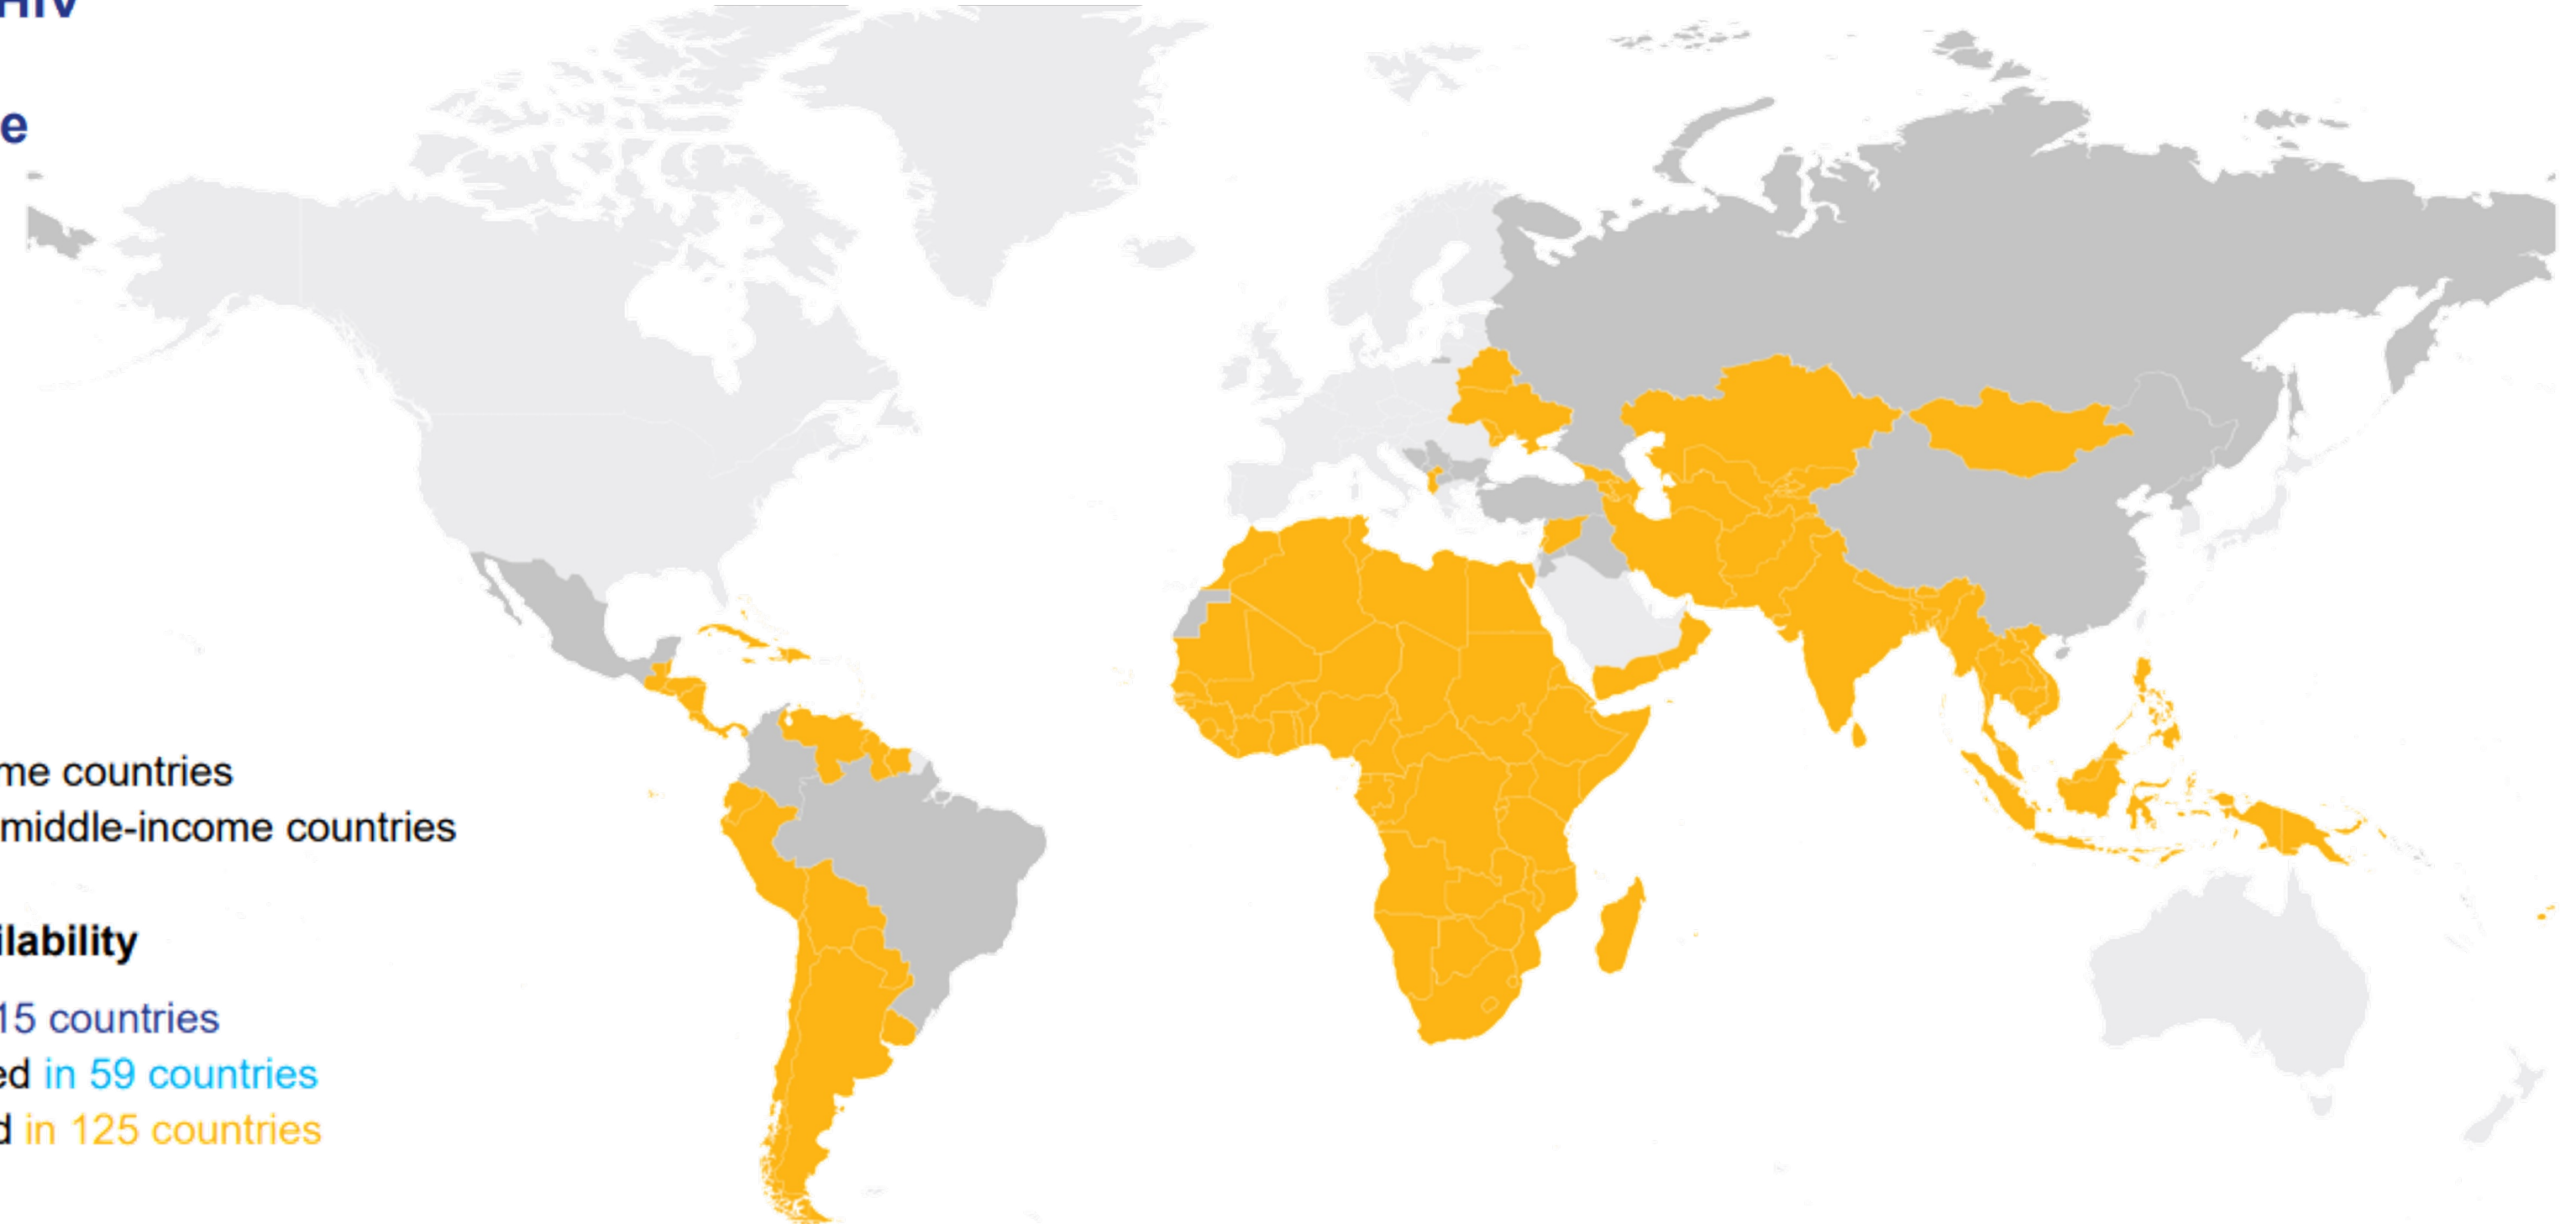 HIV
e
me countries
middle-income countries
ilability
15 countries
ed in 59 countries
d in 125 countries